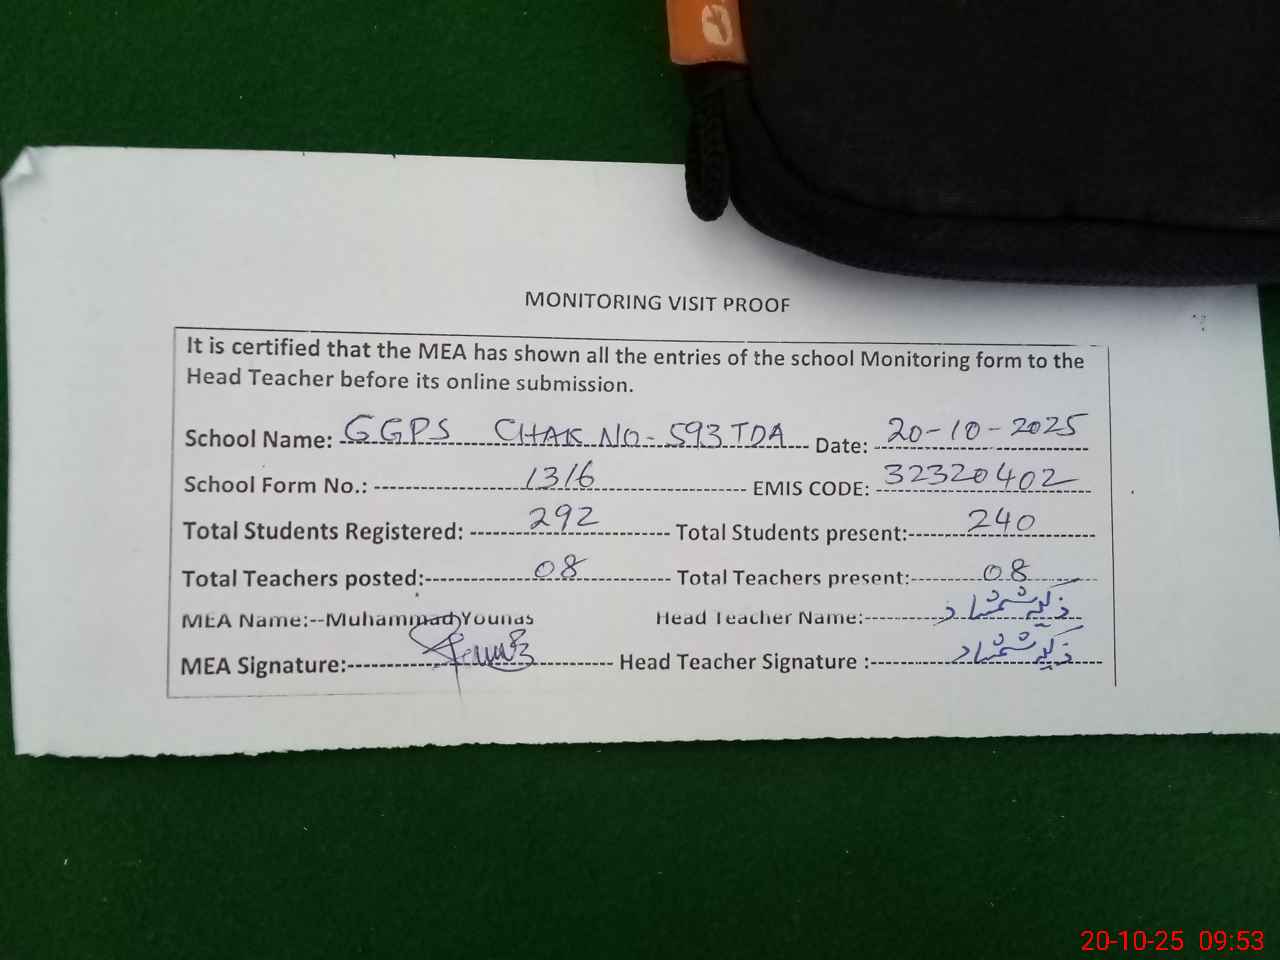 MONITORING VISIT PROOF
It is certified that the MEA has shown all the entries of the school Monitoring form to the
Head Teacher before its online submission.
School Name: GGPS CHAK NO- 593 TDA Date: 20-10-2025
School Form No.: 1316 EMIS CODE: 32320402
Total Students Registered: 292 Total Students present: 240
Total Teachers posted: 08 Total Teachers present: 08
MEA Name:--Muhammad Younas Head Teacher Name: شمشاد
MEA Signature: Head Teacher Signature : شمشاد
20-10-25 09:53